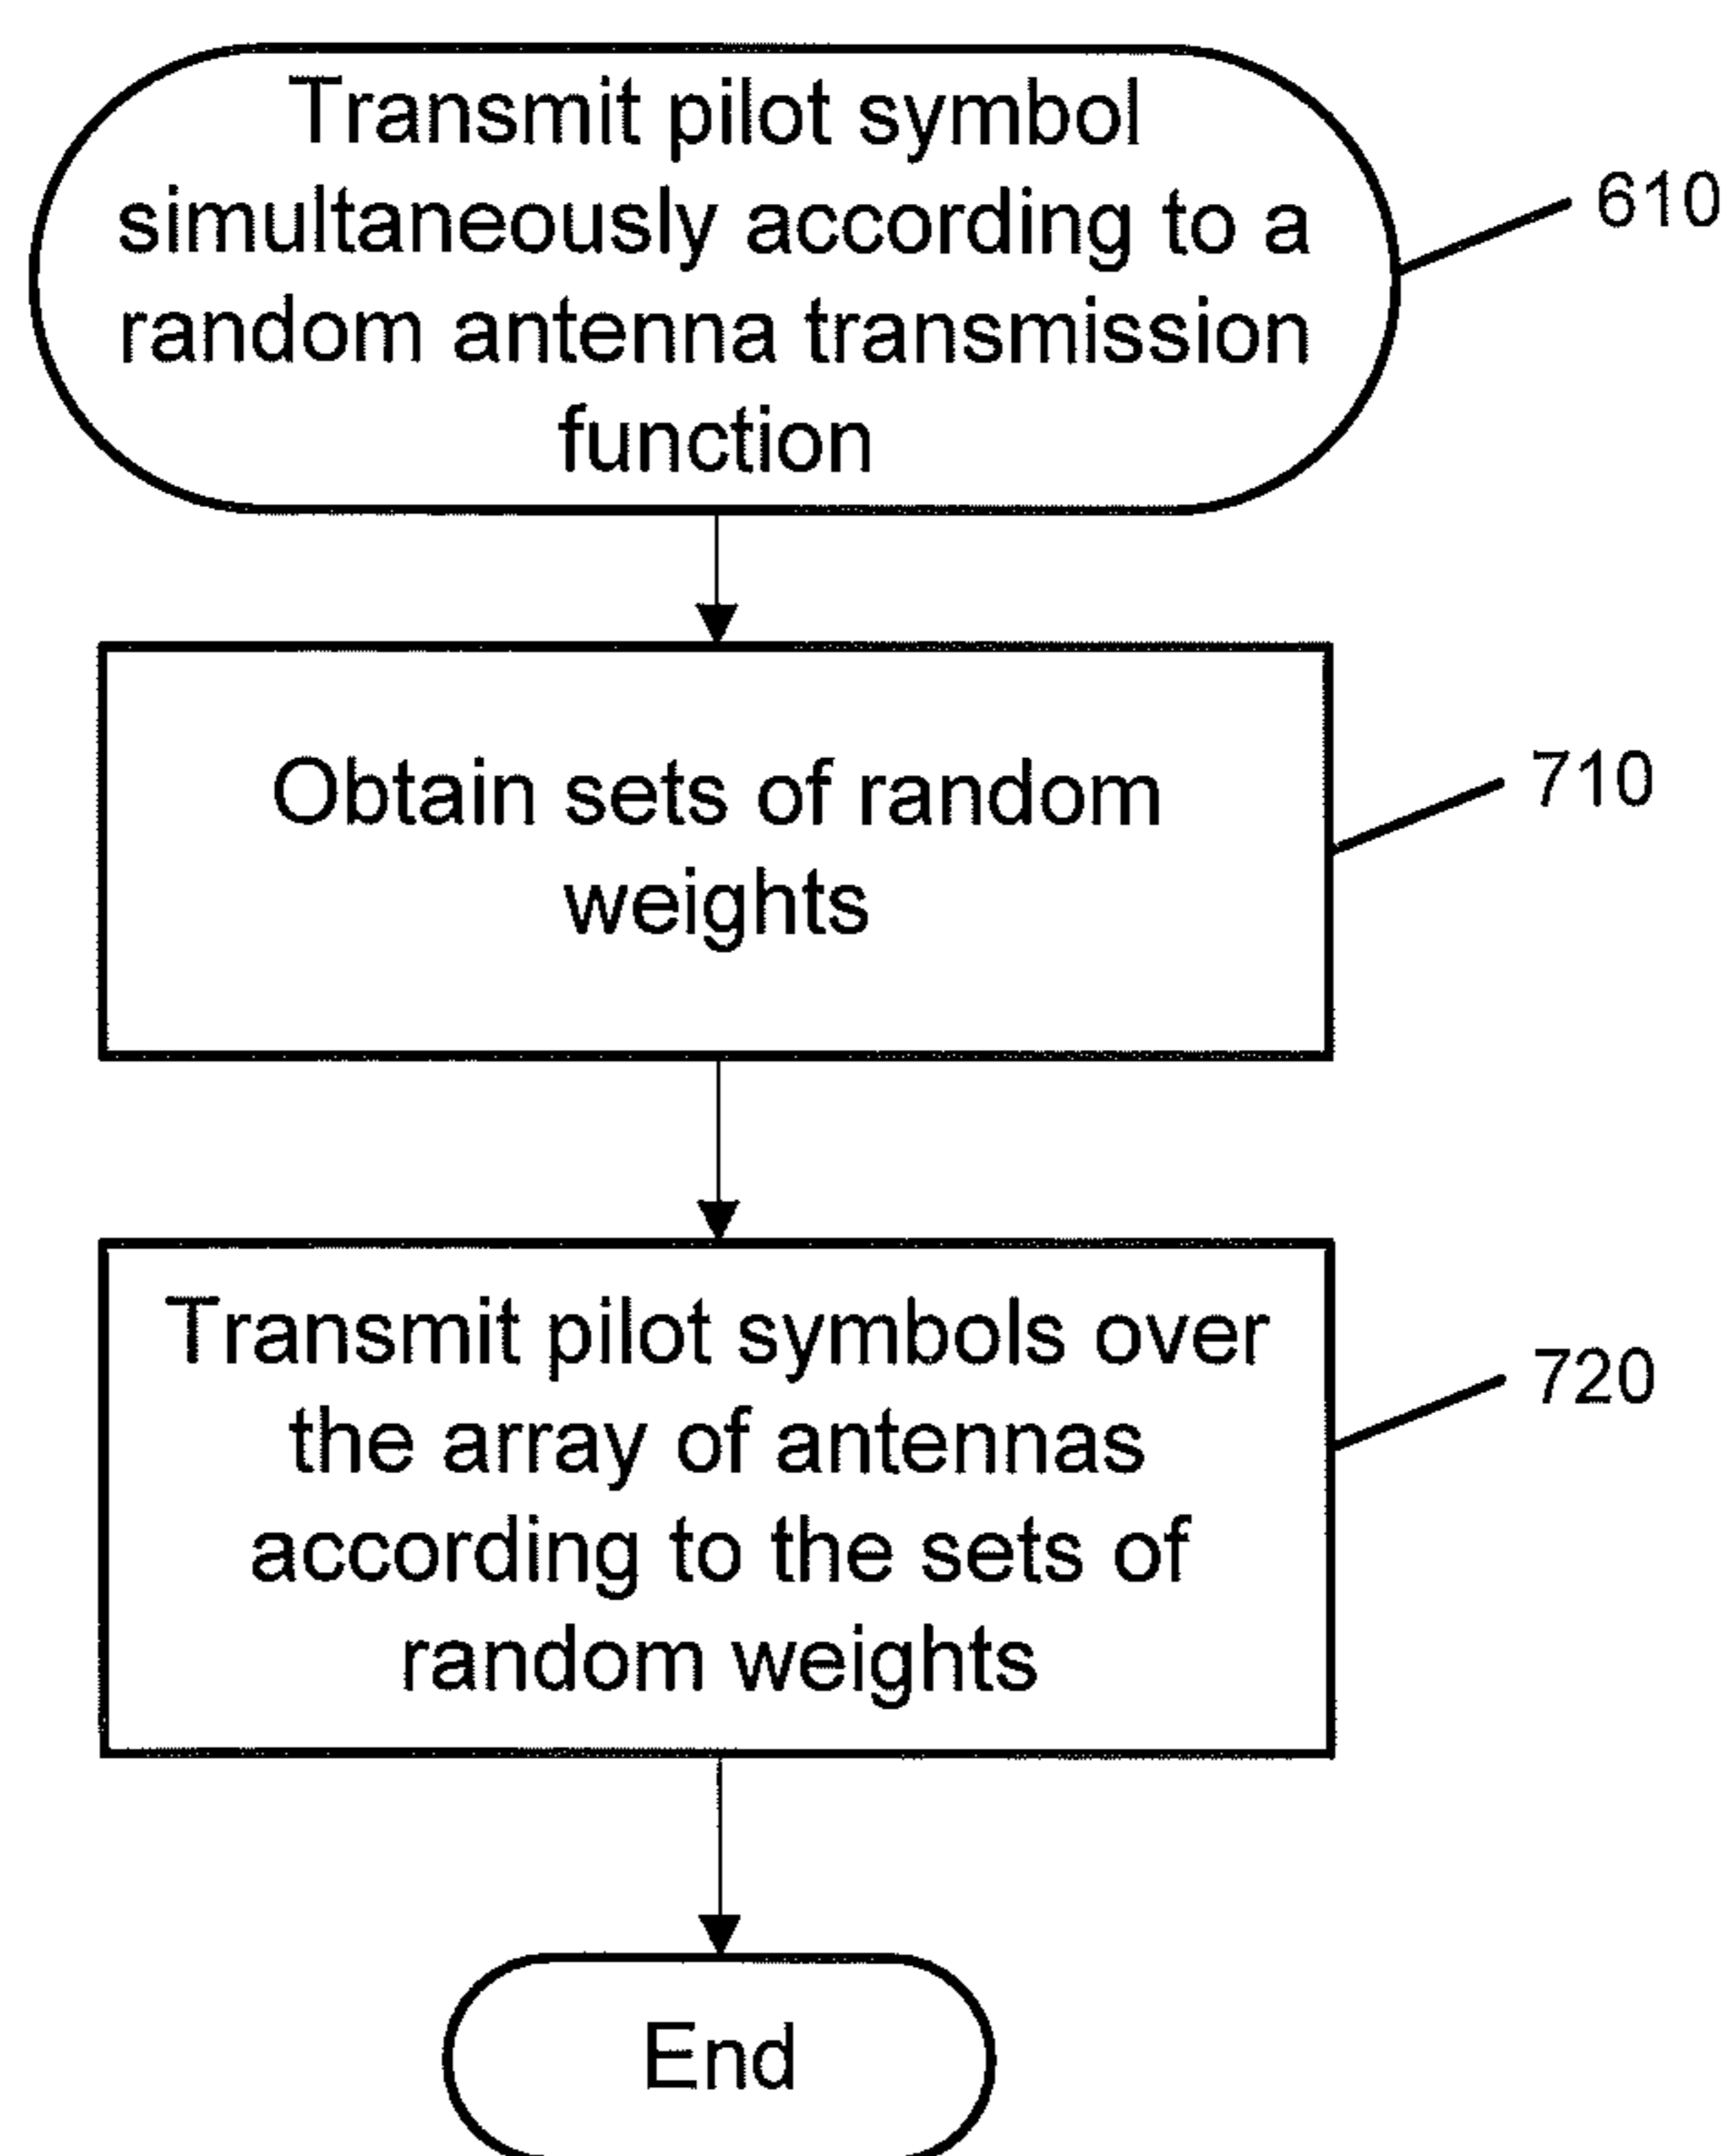 Transmit pilot symbol
simultaneously according to a
random antenna transmission
function
610
Obtain sets of random
weights
710
Transmit pilot symbols over
the array of antennas
according to the sets of
random weights
720
End